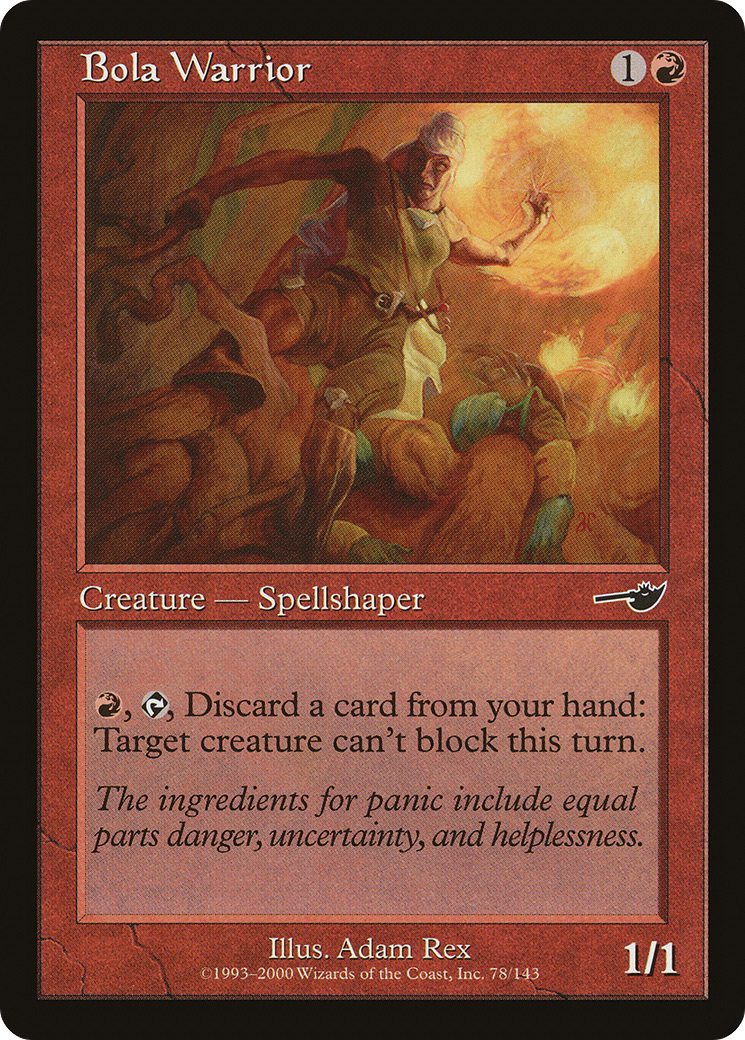 Bola Warrior 1
Creature — Spellshaper
, , Discard a card from your hand:
Target creature can't block this turn.
The ingredients for panic include equal
parts danger, uncertainty, and helplessness.
Illus. Adam Rex
©1993–2000 Wizards of the Coast, Inc. 78/143
1/1